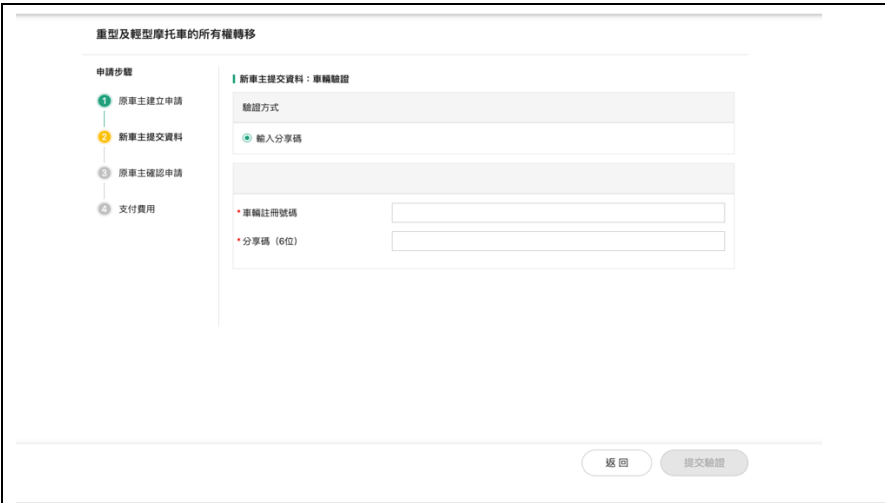 重型及輕型摩托車的所有權轉移
申請步驟
1 原車主建立申請
2 新車主提交資料
3 原車主確認申請
4 支付費用
新車主提交資料：車輛驗證
驗證方式
輸入分享碼
*車輛註冊號碼
*分享碼（6位）
返回
提交驗證